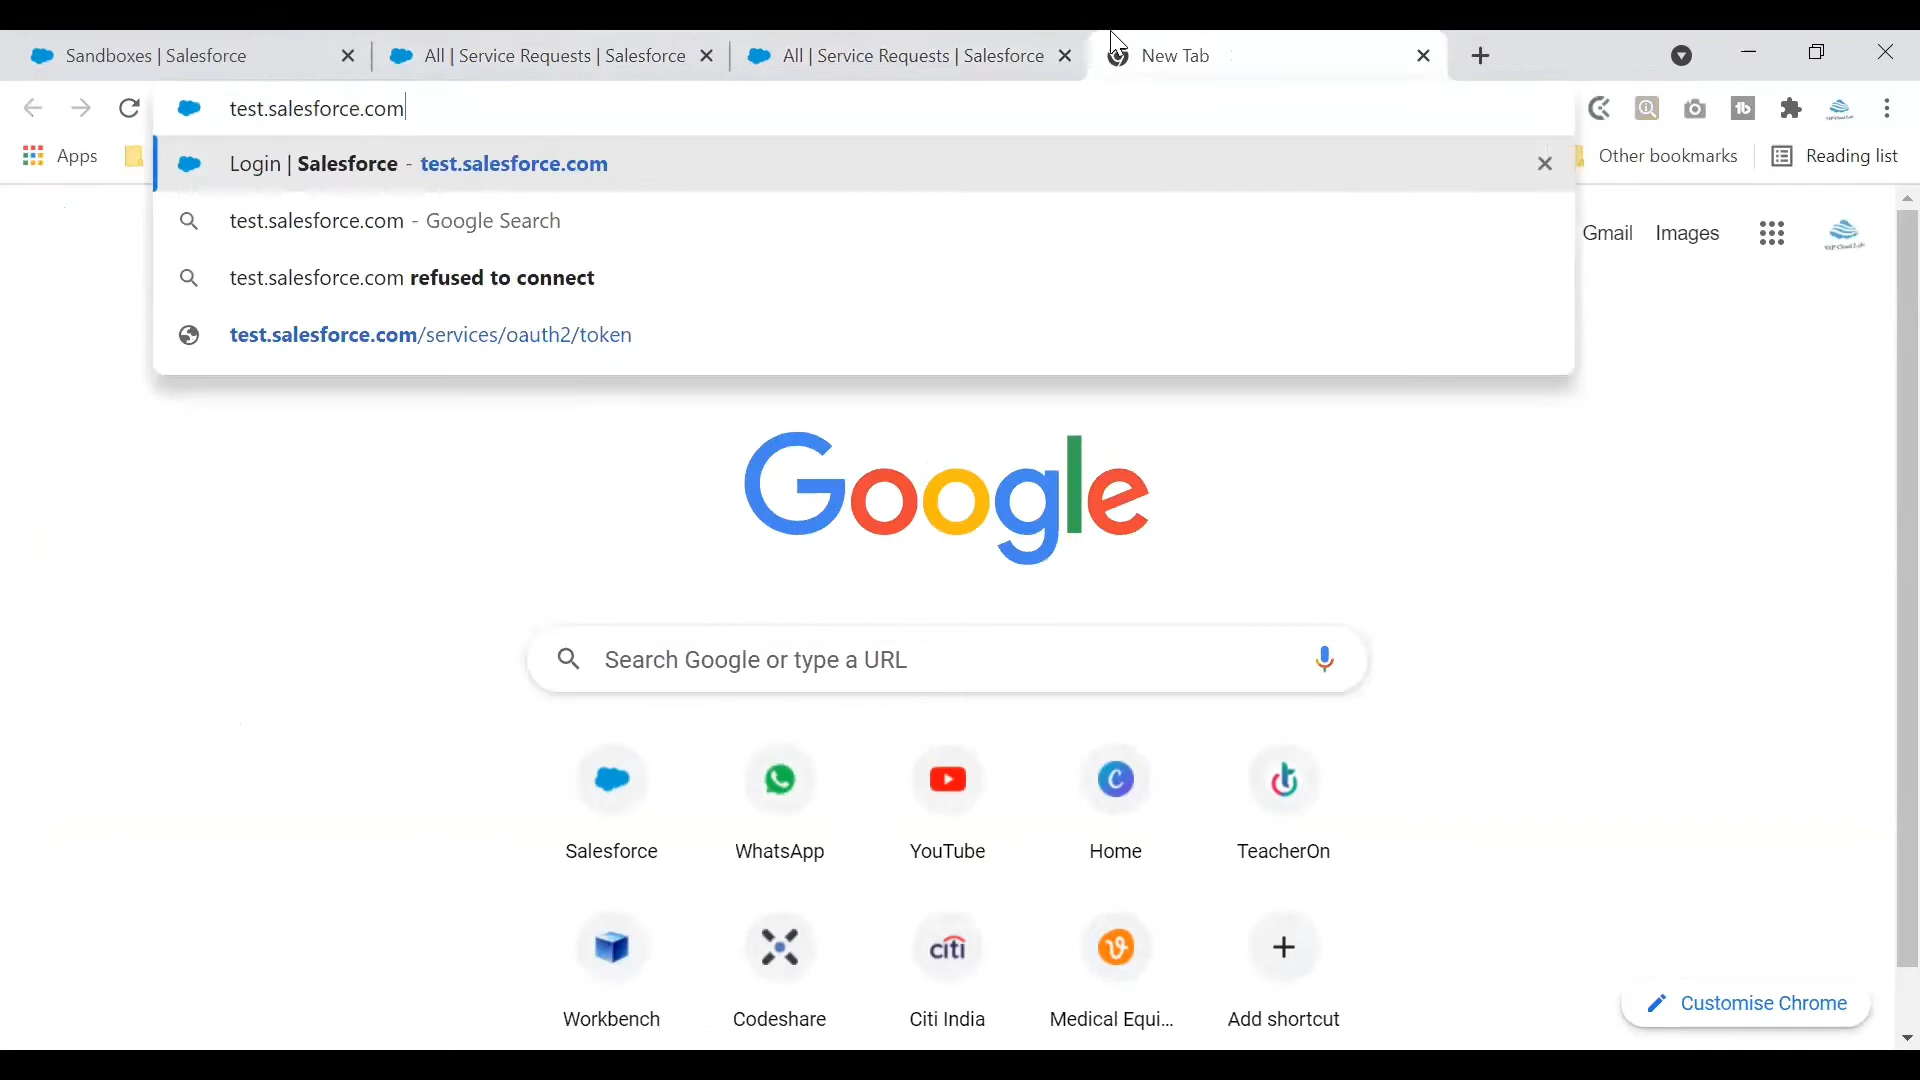 Sandboxes | Salesforce
All | Service Requests | Salesforce
All | Service Requests | Salesforce
New Tab
test.salesforce.com
Apps
Other bookmarks
Reading list
Login | Salesforce - test.salesforce.com
test.salesforce.com - Google Search
test.salesforce.com refused to connect
test.salesforce.com/services/oauth2/token
Gmail
Images
Google
Search Google or type a URL
Salesforce
WhatsApp
YouTube
Home
TeacherOn
citi
Workbench
Codeshare
Citi India
Medical Equi...
Add shortcut
Customise Chrome